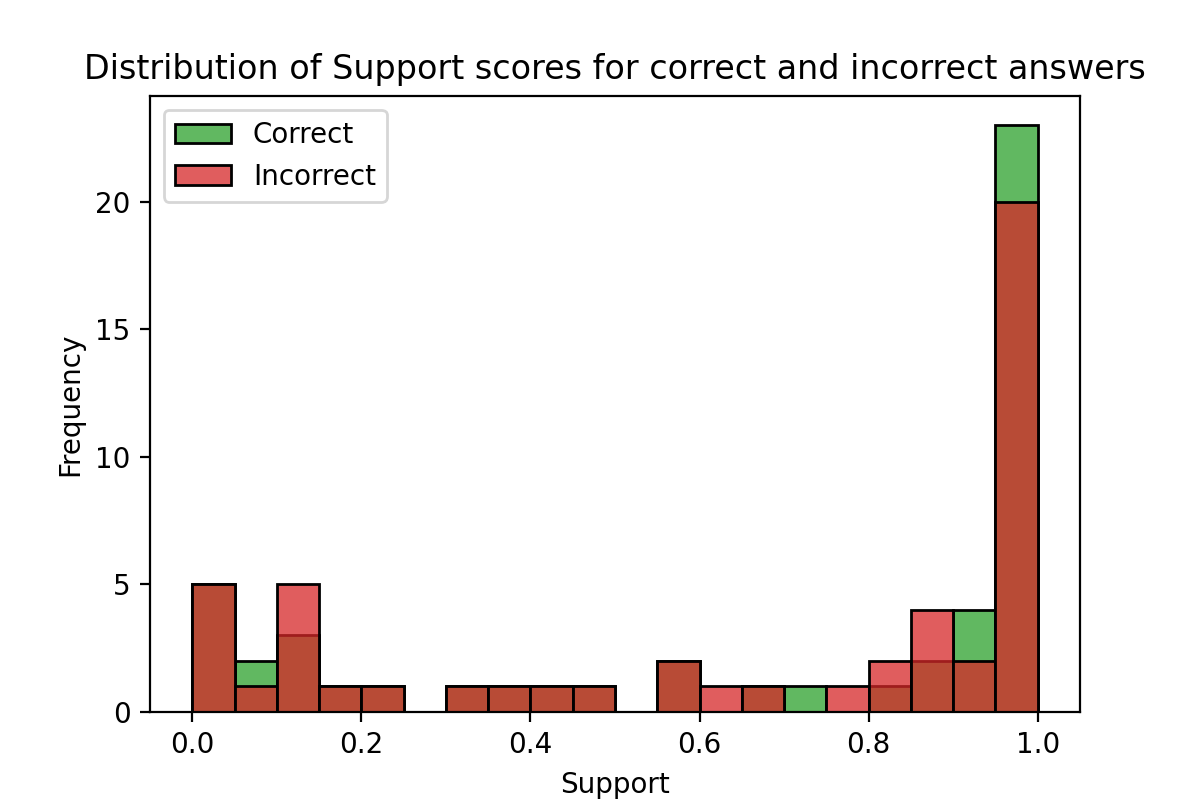 Distribution of Support scores for correct and incorrect answers
Correct
Incorrect
20
15
10
5
0
Frequency
0.0 0.2 0.4 0.6 0.8 1.0
Support